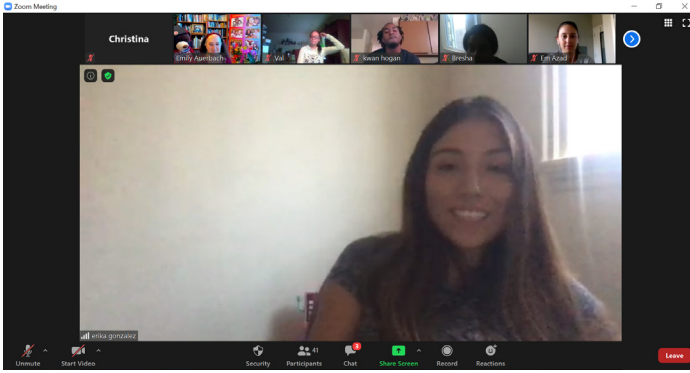 Zoom Meeting
Christina
Emily Auerbach
Val
kwan hogan
Bresha
Em Azad
erika gonzalez
Unmute
Start Video
Security
Participants
41
Chat
3
Share Screen
Record
Reactions
Leave